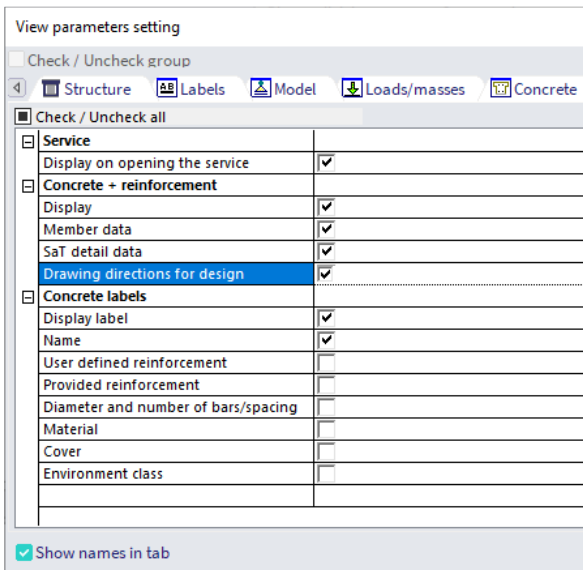 View parameters setting
Check / Uncheck group
Structure Labels Model Loads/masses Concrete
Check / Uncheck all
Service
Display on opening the service
Concrete + reinforcement
Display
Member data
SaT detail data
Drawing directions for design
Concrete labels
Display label
Name
User defined reinforcement
Provided reinforcement
Diameter and number of bars/spacing
Material
Cover
Environment class
Show names in tab